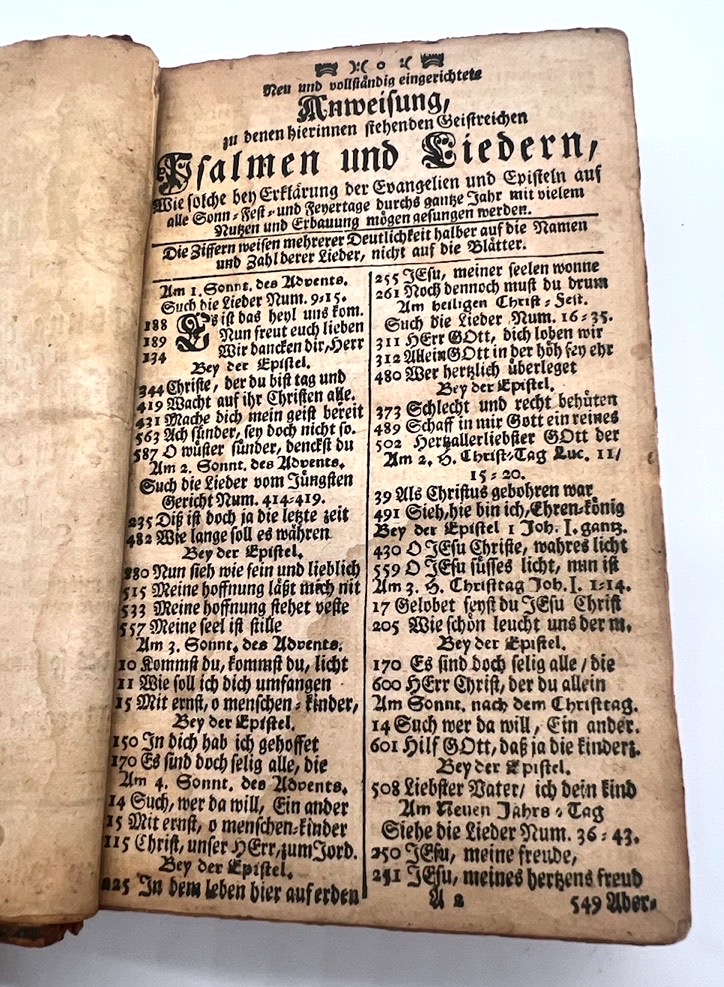 )( o (
Neu und vollständig eingerichtete
Anweisung,
zu denen hierinnen stehenden Geistreichen
Psalmen und Liedern,
Wie solche bey Erklärung der Evangelien und Episteln auf
alle Sonn- Fest- und Feyertage durchs gantze Jahr mit vielem
Nutzen und Erbauung mögen gesungen werden.
Die Ziffern weisen mehrerer Deutlichkeit halber auf die Namen
und Zahl derer Lieder, nicht auf die Blätter.
Am 1. Sonnt. des Advents.
Such die Lieder Num. 9-15.
188 Es ist das heyl uns kom.
189 Nun freut euch lieben
134 Wir dancken dir, Herr
Bey der Epistel.
344 Christe, der du bist tag und
419 Wacht auf ihr Christen alle.
431 Mache dich mein geist bereit
563 Ach sünder, sey doch nicht so.
587 O wüster sünder, denckst du
Am 2. Sonnt. des Advents.
Such die Lieder vom Jüngsten
Gericht Num. 414-419.
235 Diß ist doch ja die letzte zeit
482 Wie lange soll es währen
Bey der Epistel.
280 Nun sieh wie fein und lieblich
515 Meine hoffnung läßt mich nit
533 Meine hoffnung stehet veste
557 Meine seel ist stille
Am 3. Sonnt. des Advents.
10 Kommst du, kommst du, licht
11 Wie soll ich dich umfangen
15 Mit ernst, o menschen-kinder,
Bey der Epistel.
150 In dich hab ich gehoffet
170 Es sind doch selig alle, die
Am 4. Sonnt. des Advents.
14 Such, wer da will, Ein ander
15 Mit ernst, o menschen-kinder
115 Christ, unser HErr, zum Jord.
Bey der Epistel.
225 In dem leben hier auf erden
255 JEsu, meiner seelen wonne
261 Noch dennoch must du drum
Am heiligen Christ-Fest.
Such die Lieder Num. 16-35.
311 HErr GOtt, dich loben wir
312 Allein GOtt in der höh sey ehr
480 Wer hertzlich überleget
Bey der Epistel.
373 Schlecht und recht behüten
489 Schaff in mir Gott ein reines
502 Hertzallerliebster GOtt der
Am 2. H. Christ-Tag Luc. II/
15-20.
39 Als Christus gebohren war
491 Sieh, hie bin ich, Ehren-König
Bey der Epistel 1 Joh. I. gantz.
430 O JEsu Christe, wahres licht
559 O JEsu süsses licht, nun ist
Am 3. H. Christtag Joh. I. 1-14.
17 Gelobet seyst du JEsu Christ
205 Wie schön leucht uns der m.
Bey der Epistel.
170 Es sind doch selig alle / die
600 HErr Christ, der du allein
Am Sonnt. nach dem Christtag.
14 Such wer da will, Ein ander.
601 Hilf GOtt, daß ja die kinderz.
Bey der Epistel.
508 Liebster Vater/ ich dein kind
Am Neuen Jahrs-Tag
Siehe die Lieder Num. 36-43.
250 JEsu, meine freude,
251 JEsu, meines hertzens freud
A 2 549 Aber-